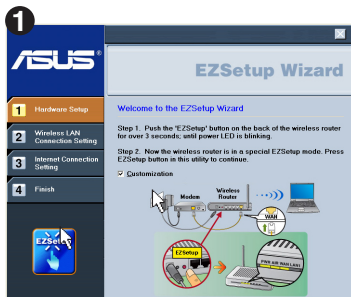 1
ASUS®
EZSetup Wizard
1 Hardware Setup
2 Wireless LAN
Connection Setting
3 Internet Connection
Setting
4 Finish
EZSetup
Welcome to the EZSetup Wizard
Step 1. Push the 'EZSetup' button on the back of the wireless router
for over 3 seconds; until power LED is blinking.
Step 2. Now the wireless router is in a special EZSetup mode. Press
EZSetup button in this utility to continue.
Customization
Modem
Wireless
Router
WAN
EZSetup
PWR AIR WAN LAN1